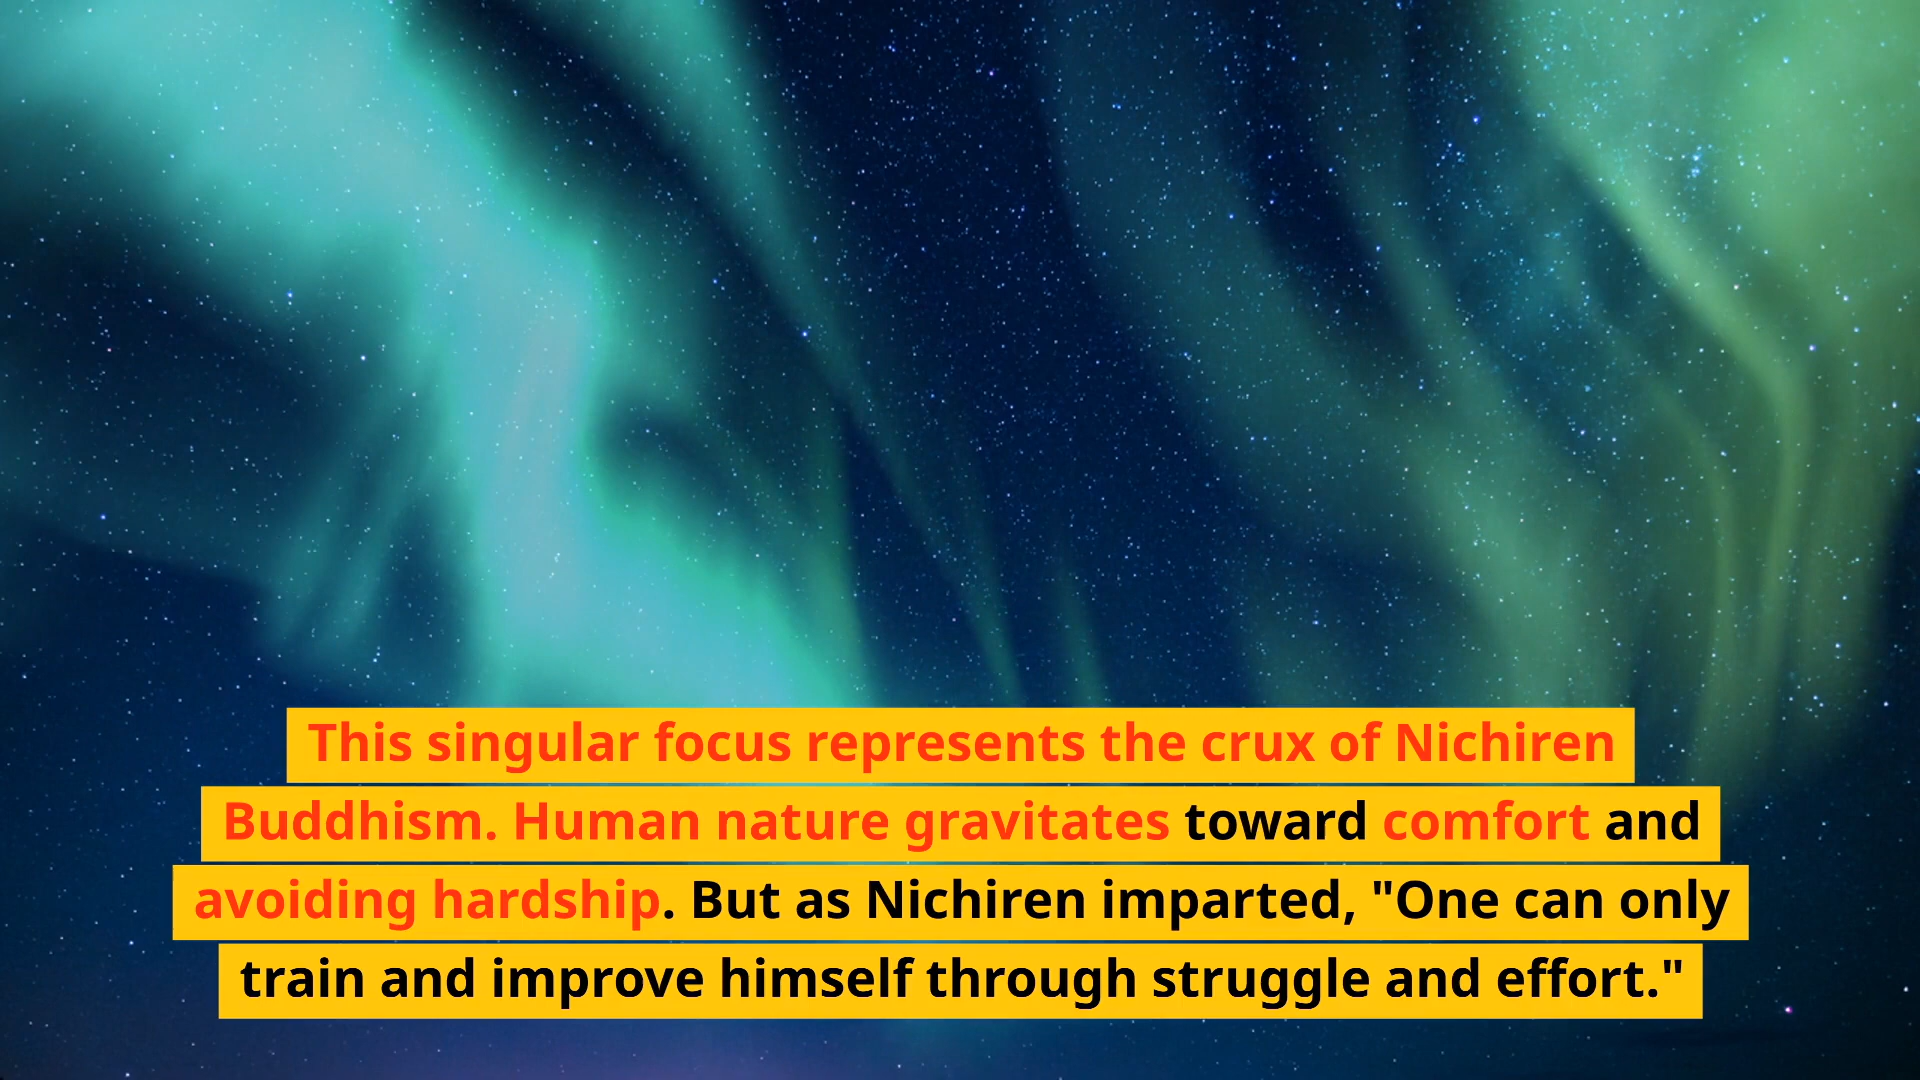 This singular focus represents the crux of Nichiren
Buddhism. Human nature gravitates toward comfort and
avoiding hardship. But as Nichiren imparted, "One can only
train and improve himself through struggle and effort."